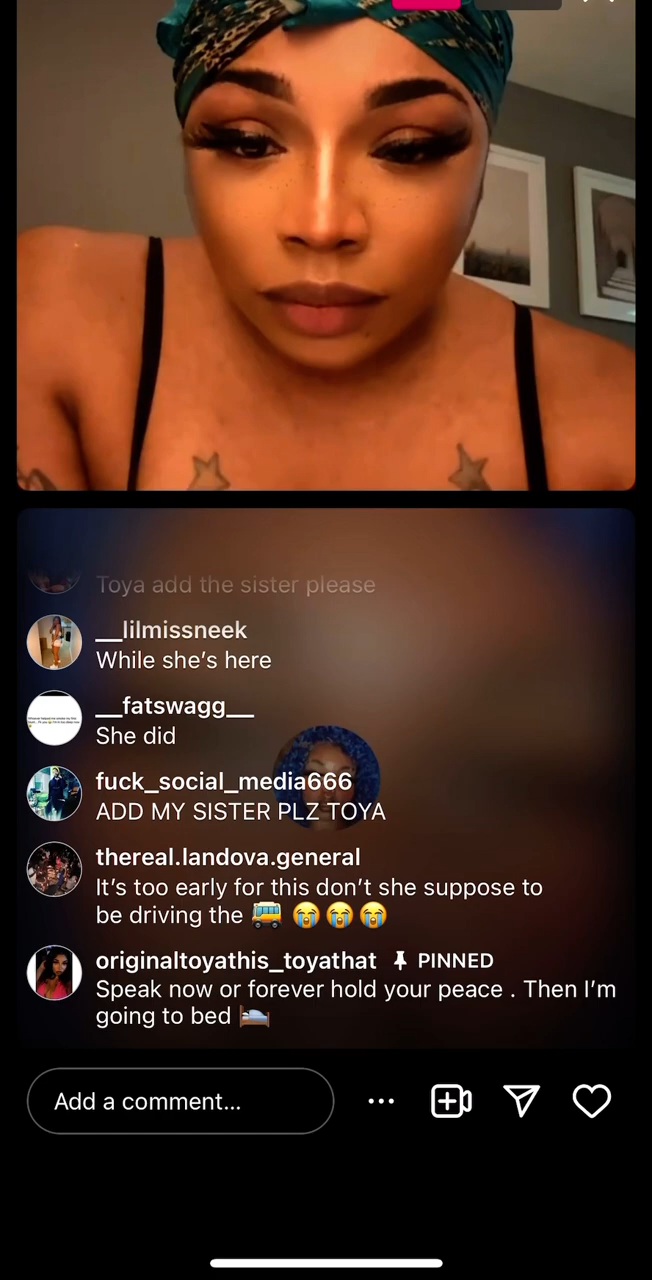 Toya add the sister please
__lilmissneek
While she's here
__fatswagg__
She did
fuck_social_media666
ADD MY SISTER PLZ TOYA
thereal.landova.general
It's too early for this don't she suppose to
be driving the 🚌 😭😭😭
originaltoyathis_toyathat 📌 PINNED
Speak now or forever hold your peace . Then I'm
going to bed 🛌
Add a comment...